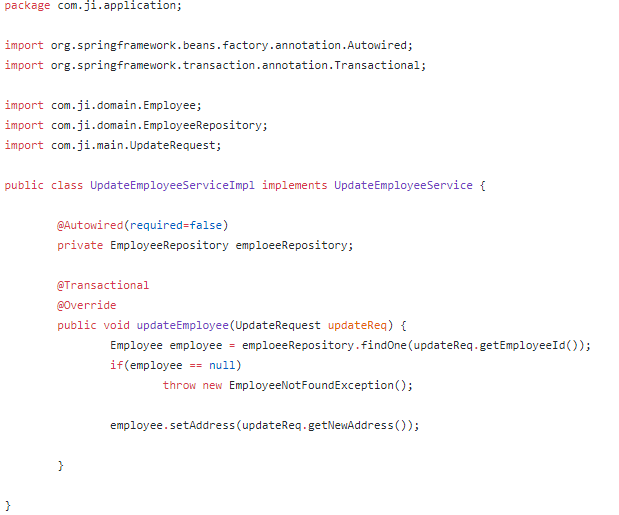 package com.ji.application;
import org.springframework.beans.factory.annotation.Autowired;
import org.springframework.transaction.annotation.Transactional;
import com.ji.domain.Employee;
import com.ji.domain.EmployeeRepository;
import com.ji.main.UpdateRequest;
public class UpdateEmployeeServiceImpl implements UpdateEmployeeService {
@Autowired(required=false)
private EmployeeRepository emploeeRepository;
@Transactional
@Override
public void updateEmployee(UpdateRequest updateReq) {
Employee employee = emploeeRepository.findOne(updateReq.getEmployeeId());
if(employee == null)
throw new EmployeeNotFoundException();
employee.setAddress(updateReq.getNewAddress());
}
}